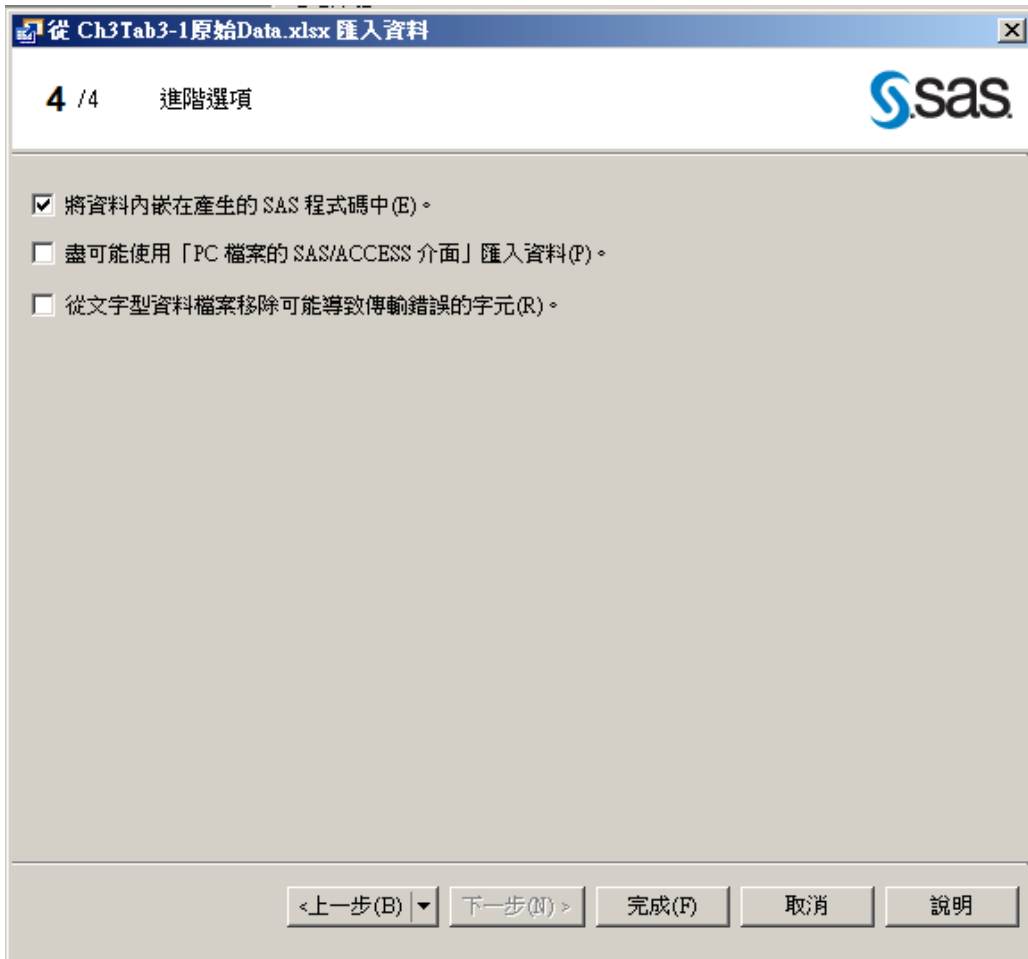 從 Ch3Tab3-1原始Data.xlsx 匯入資料
4 /4 進階選項
sas
將資料內嵌在產生的 SAS 程式碼中(E)。
盡可能使用「PC 檔案的 SAS/ACCESS 介面」匯入資料(P)。
從文字型資料檔案移除可能導致傳輸錯誤的字元(R)。
<上一步(B) 下一步(N) > 完成(F) 取消 說明